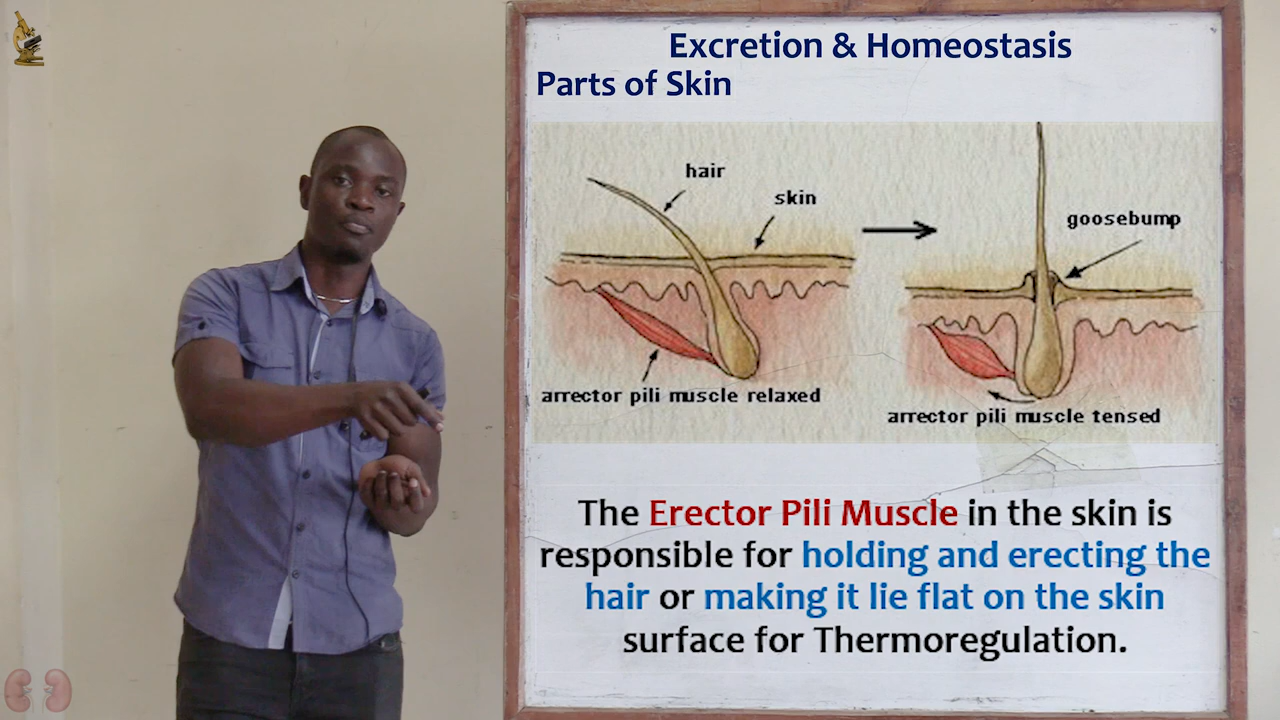 Excretion & Homeostasis
Parts of Skin
hair
skin
goosebump
arrector pili muscle relaxed
arrector pili muscle tensed
The Erector Pili Muscle in the skin is
responsible for holding and erecting the
hair or making it lie flat on the skin
surface for Thermoregulation.